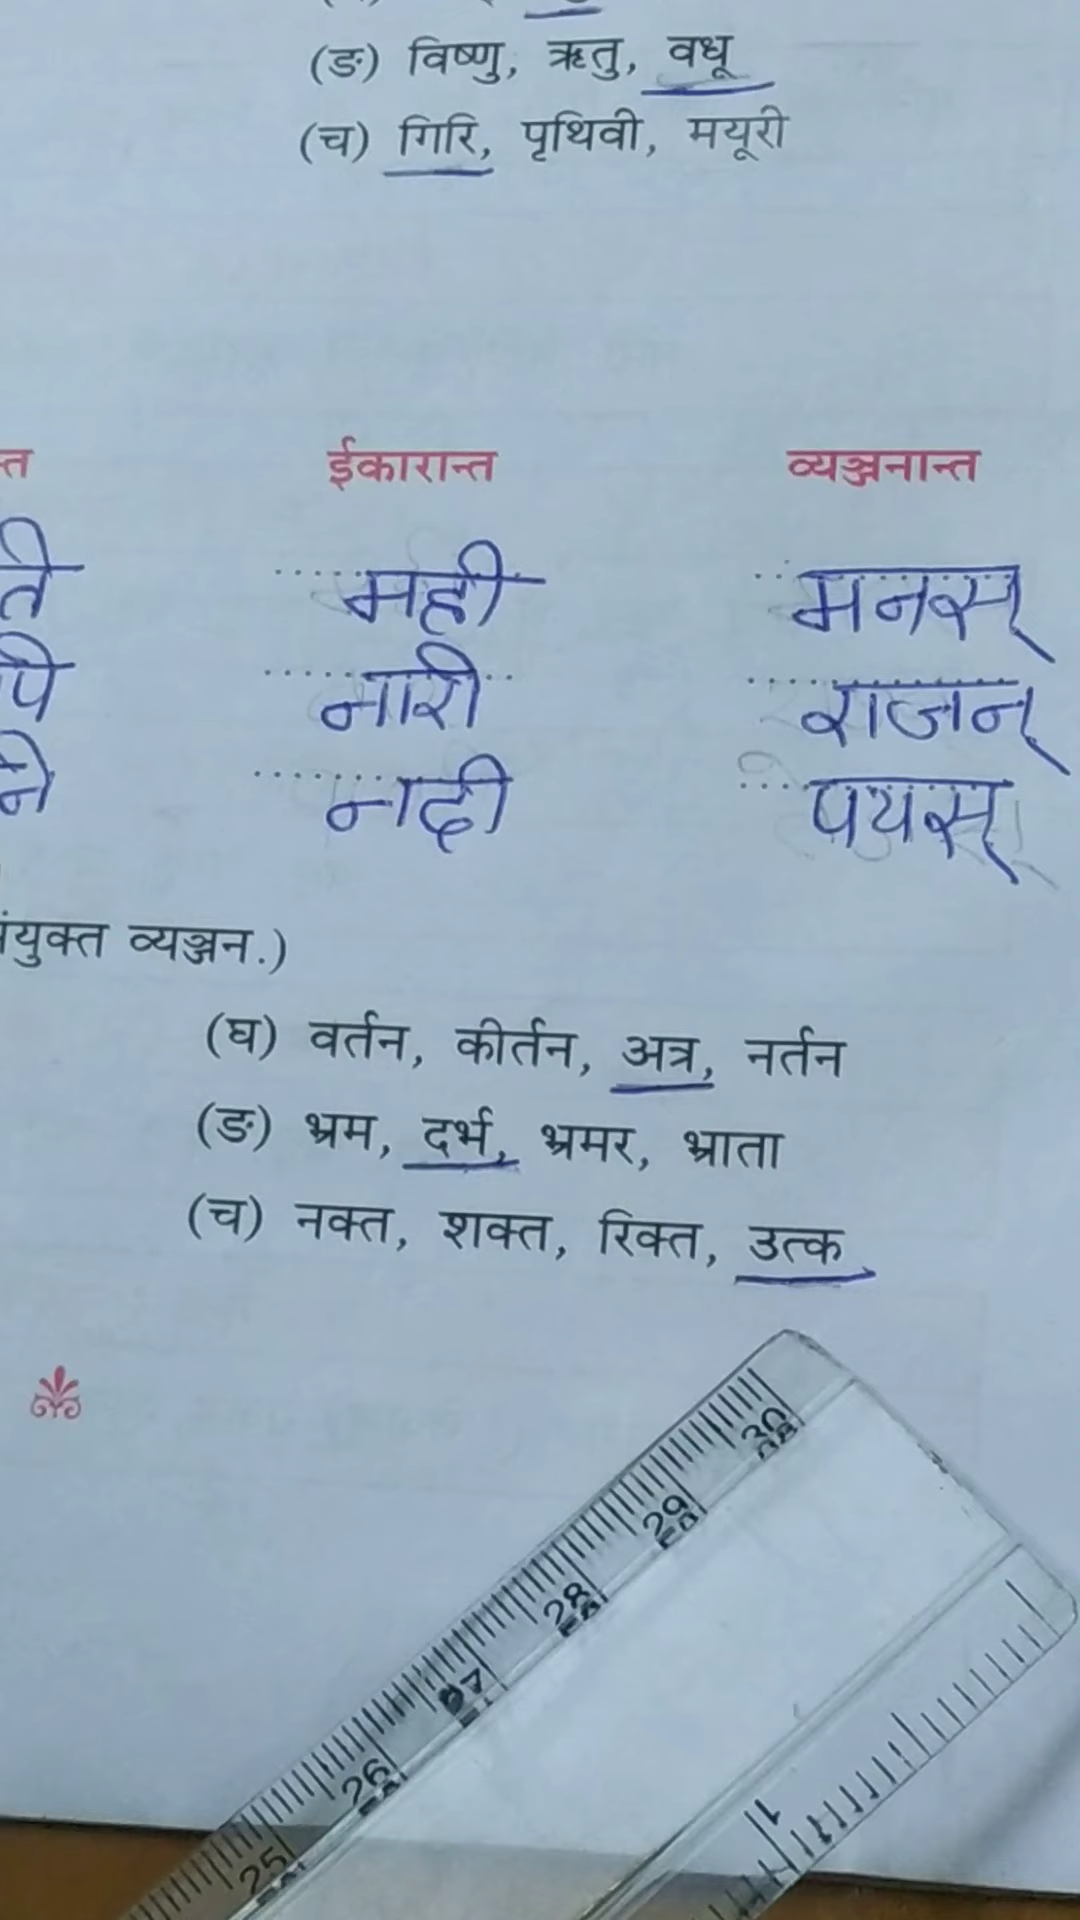 (ङ) विष्णु, ऋतु, वधू
(च) गिरि, पृथिवी, मयूरी
ईकारान्त व्यञ्जनान्त
मही मनस्
नारी राजन्
नदी पयस्
संयुक्त व्यञ्जन.)
(घ) वर्तन, कीर्तन, अत्र, नर्तन
(ङ) भ्रम, दर्भ, भ्रमर, भ्राता
(च) नक्त, शक्त, रिक्त, उत्क
30
29
28
27
26
25
1